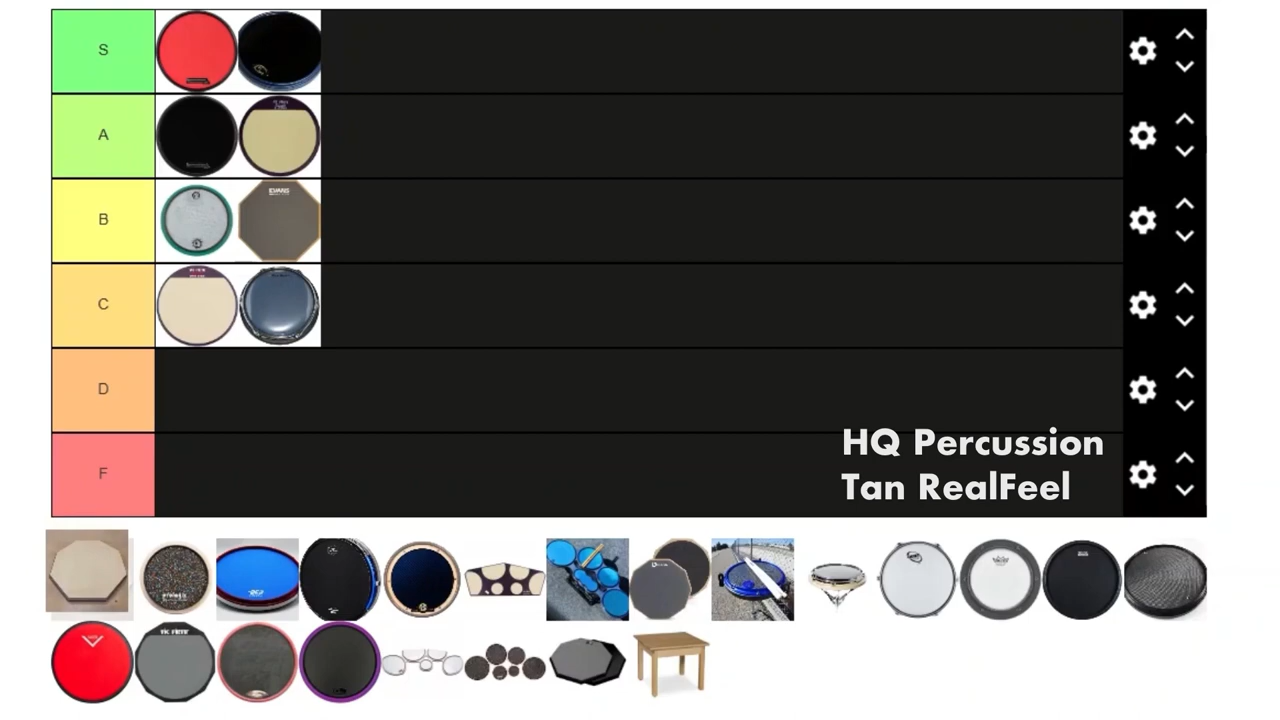 S
A
B
EVANS
C
D
F
HQ Percussion
Tan RealFeel
VIC FIRTH